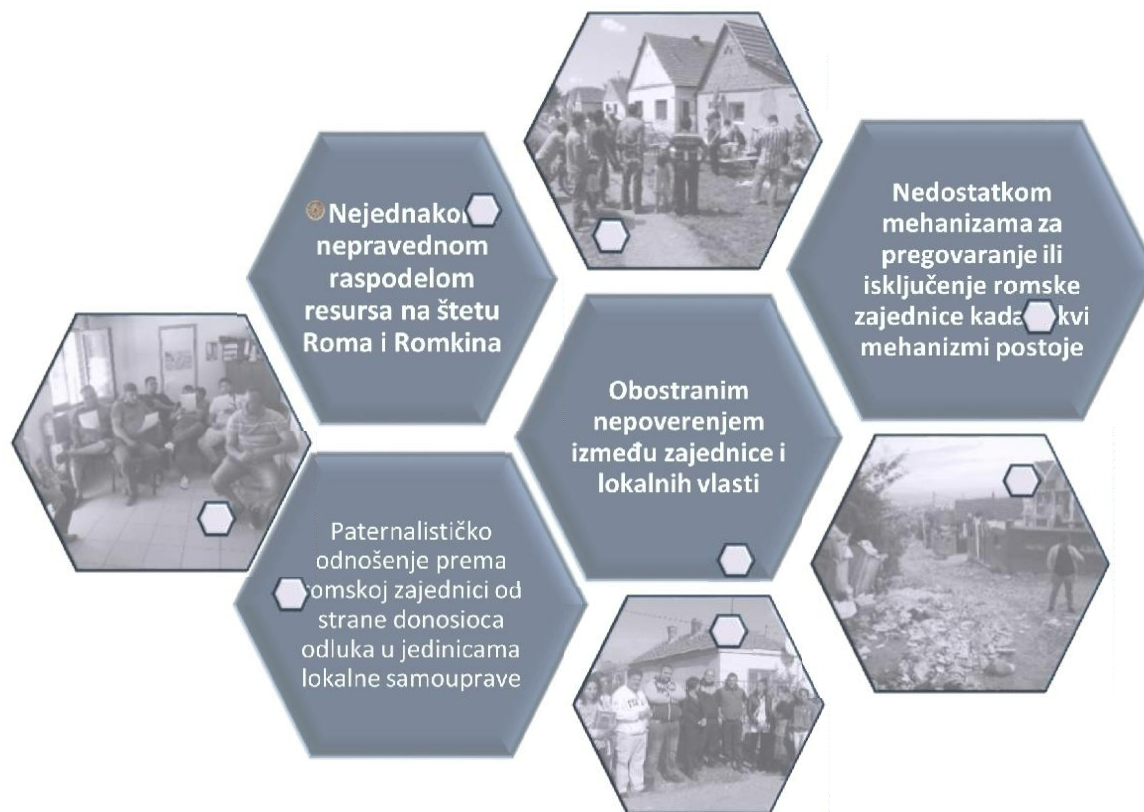 Nejednakom
nepravednom
raspodelom
resursa na štetu
Roma i Romkina
Paternalističko
odnošenje prema
romskoj zajednici od
strane donosioca
odluka u jedinicama
lokalne samouprave
Obostranim
nepoverenjem
između zajednice i
lokalnih vlasti
Nedostatkom
mehanizama za
pregovaranje ili
isključenje romske
zajednice kada
mehanizmi postoje